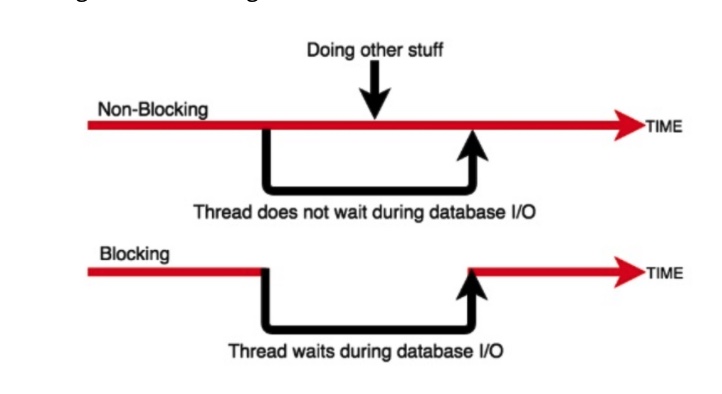 Doing other stuff
Non-Blocking
TIME
Thread does not wait during database I/O
Blocking
TIME
Thread waits during database I/O